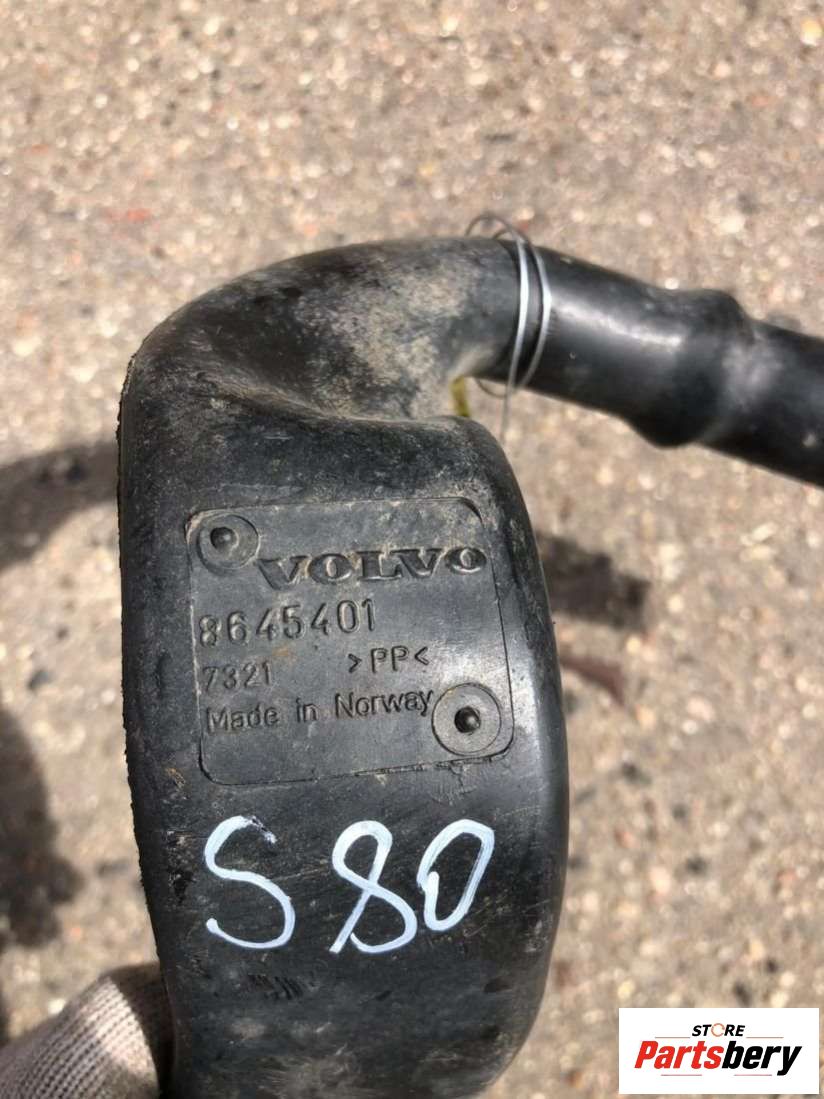 VOLVO
8645401
7321 >PP<
Made in Norway
S80
STORE
Partsbery